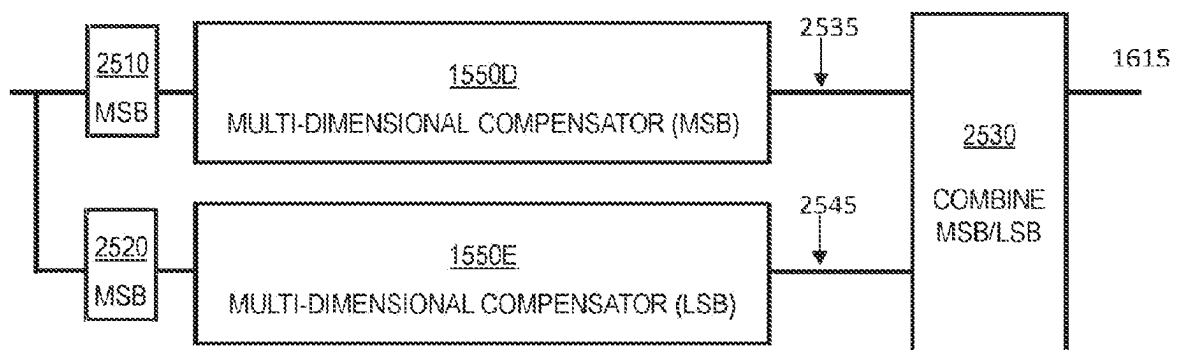 2510
MSB
1550D
MULTI-DIMENSIONAL COMPENSATOR (MSB)
2535
2530
COMBINE
MSB/LSB
1615
2520
MSB
1550E
MULTI-DIMENSIONAL COMPENSATOR (LSB)
2545